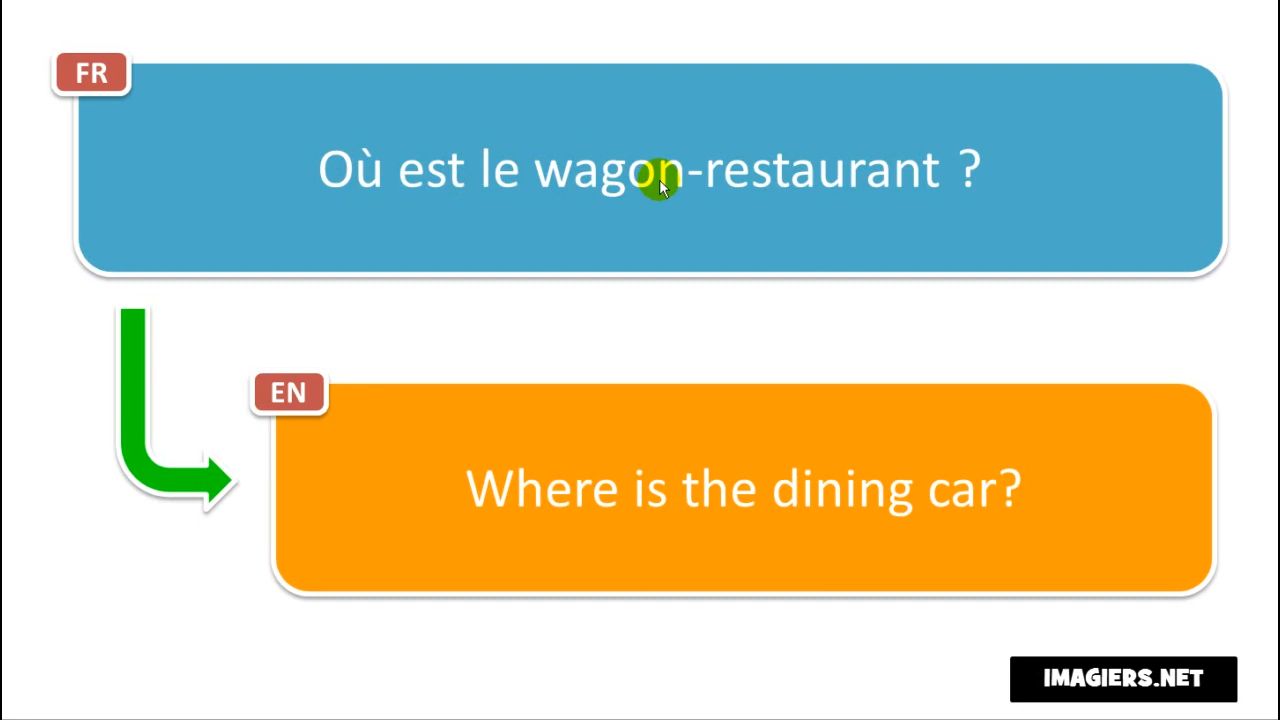 FR
Où est le wagon-restaurant ?
EN
Where is the dining car?
IMAGIERS.NET